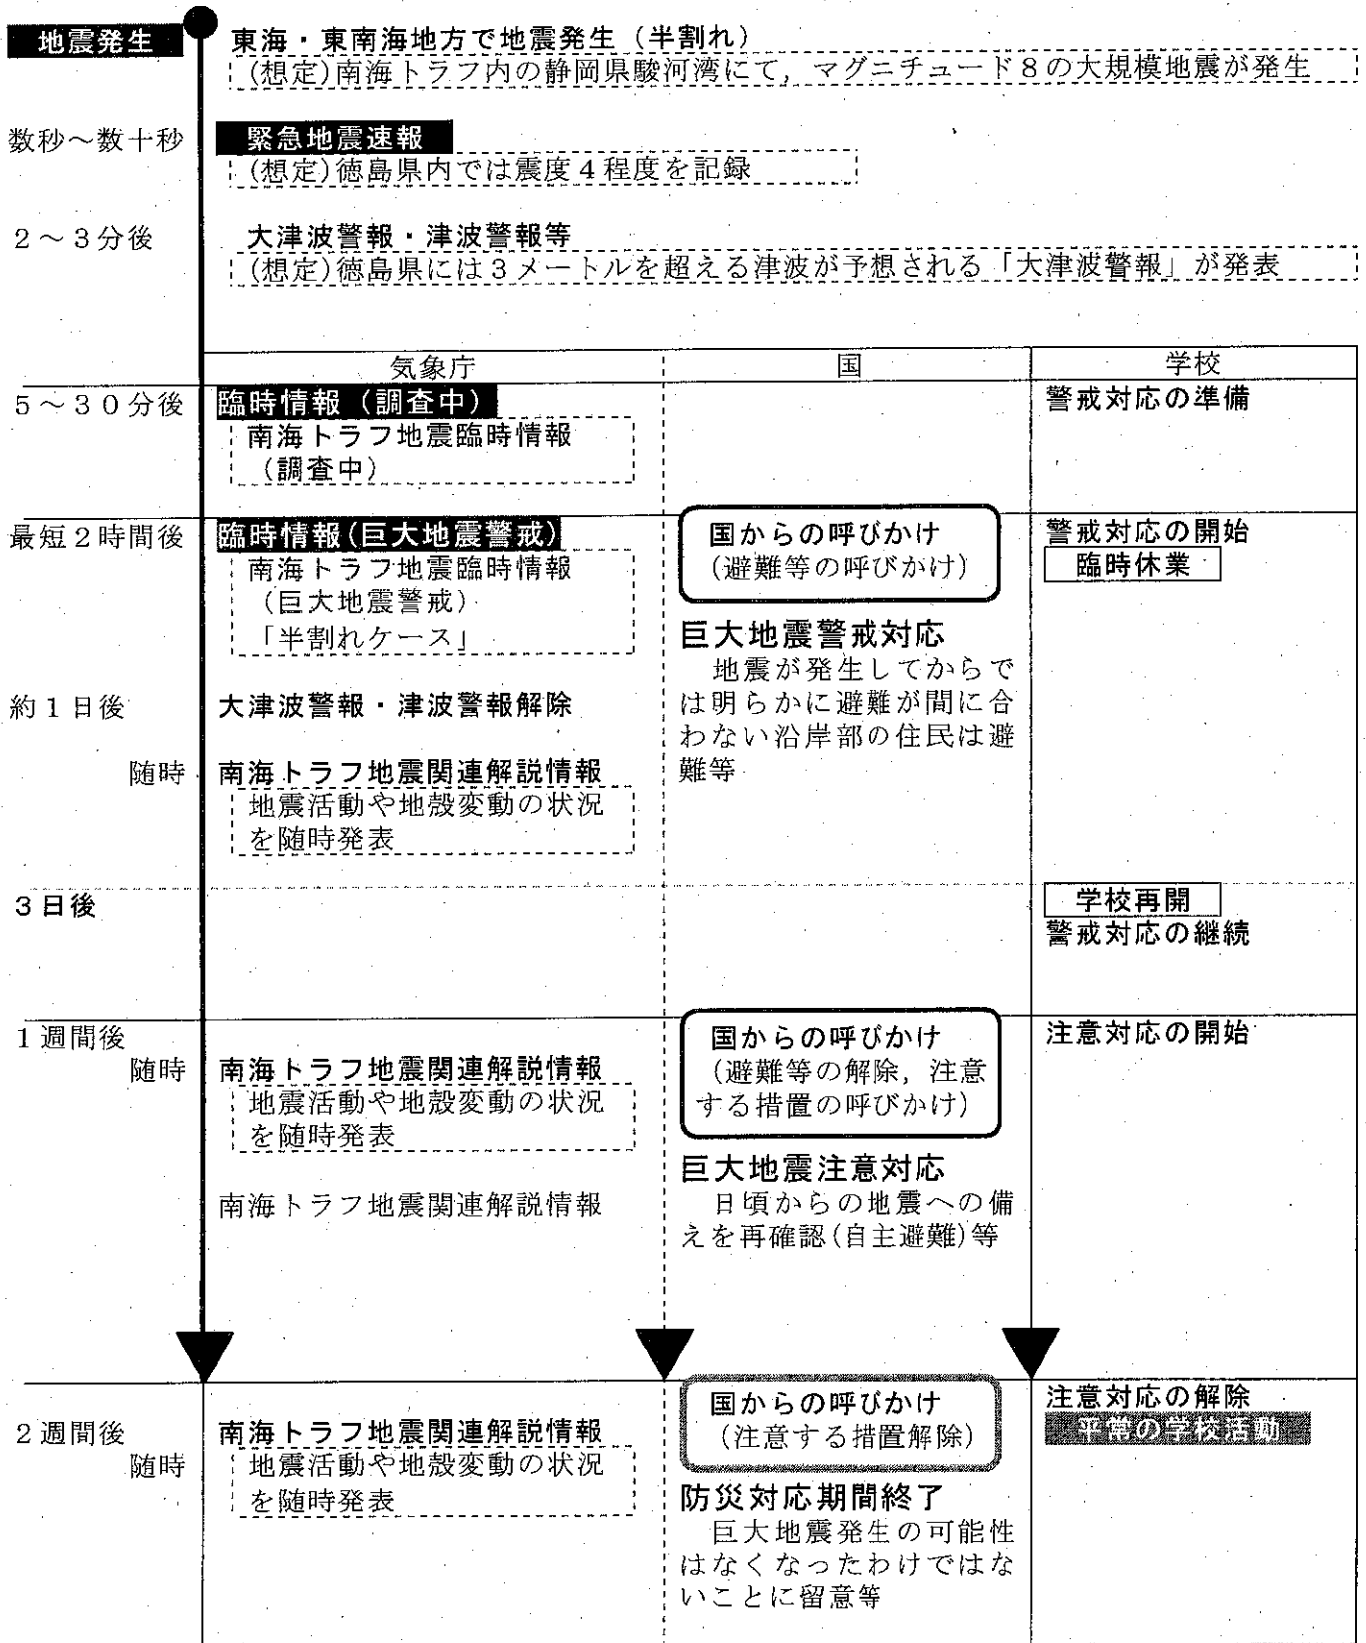 地震発生
東海・東南海地方で地震発生（半割れ）
(想定)南海トラフ内の静岡県駿河湾にて，マグニチュード８の大規模地震が発生
数秒～数十秒
緊急地震速報
(想定)徳島県内では震度４程度を記録
２～３分後
大津波警報・津波警報等
(想定)徳島県には３メートルを超える津波が予想される「大津波警報」が発表
気象庁
国
学校
５～３０分後
臨時情報（調査中）
警戒対応の準備
南海トラフ地震臨時情報
（調査中）
最短２時間後
臨時情報(巨大地震警戒)
国からの呼びかけ
警戒対応の開始
南海トラフ地震臨時情報
(避難等の呼びかけ)
臨時休業
（巨大地震警戒）
「半割れケース」
巨大地震警戒対応
地震が発生してからで
約１日後
大津波警報・津波警報解除
は明らかに避難が間に合
わない沿岸部の住民は避
随時
南海トラフ地震関連解説情報
難等
地震活動や地殻変動の状況
を随時発表
３日後
学校再開
警戒対応の継続
１週間後
国からの呼びかけ
注意対応の開始
随時
南海トラフ地震関連解説情報
(避難等の解除，注意
地震活動や地殻変動の状況
する措置の呼びかけ)
を随時発表
巨大地震注意対応
南海トラフ地震関連解説情報
日頃からの地震への備
えを再確認(自主避難)等
国からの呼びかけ
注意対応の解除
２週間後
南海トラフ地震関連解説情報
(注意する措置解除)
平常の学校活動
随時
地震活動や地殻変動の状況
を随時発表
防災対応期間終了
巨大地震発生の可能性
はなくなったわけではな
いことに留意等